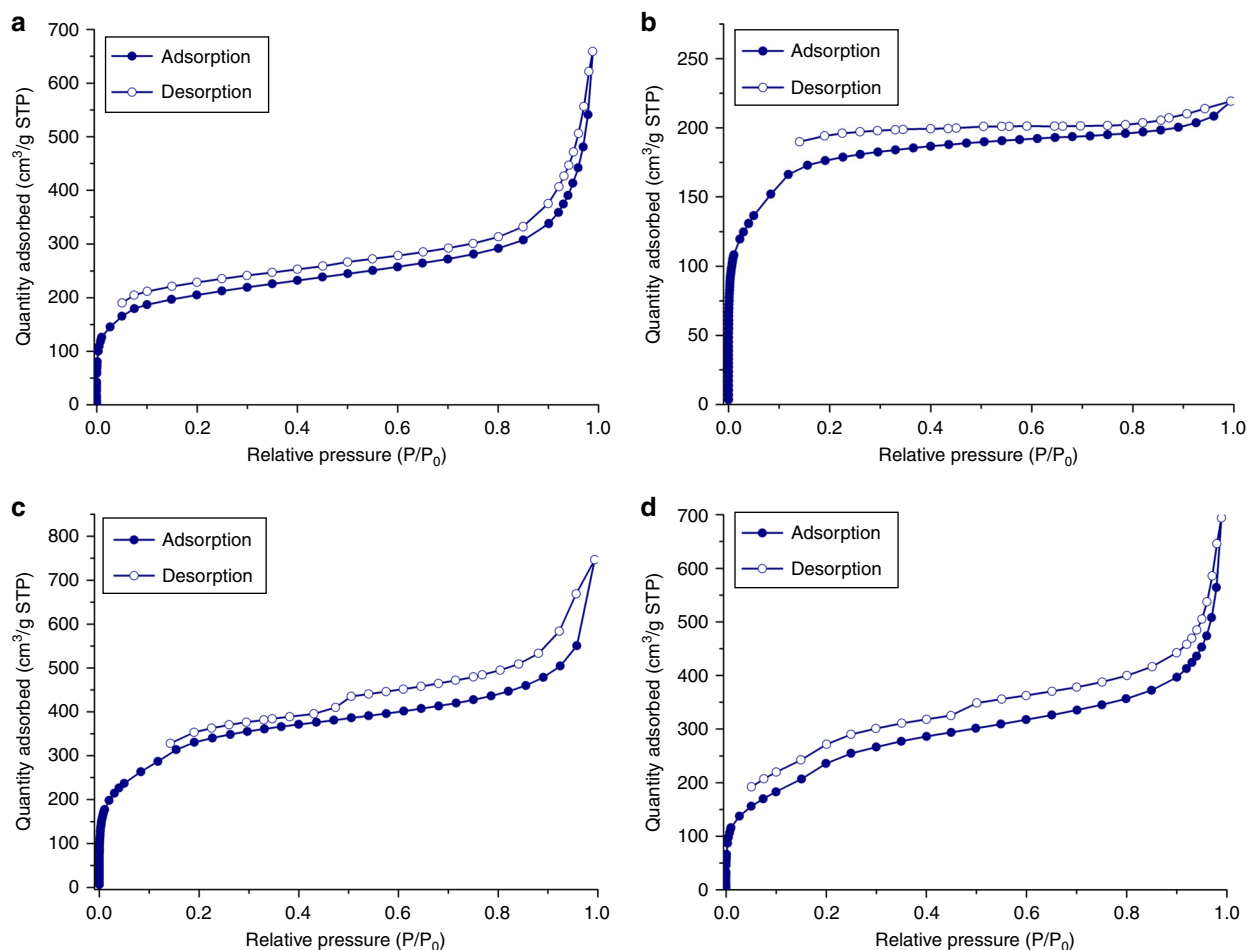 a
700
600
500
400
300
200
100
0
Quantity adsorbed (cm³/g STP)
Adsorption
Desorption
0.0 0.2 0.4 0.6 0.8 1.0
Relative pressure (P/P₀)
b
250
200
150
100
50
0
Quantity adsorbed (cm³/g STP)
Adsorption
Desorption
0.0 0.2 0.4 0.6 0.8 1.0
Relative pressure (P/P₀)
c
800
700
600
500
400
300
200
100
0
Quantity adsorbed (cm³/g STP)
Adsorption
Desorption
0.0 0.2 0.4 0.6 0.8 1.0
Relative pressure (P/P₀)
d
700
600
500
400
300
200
100
0
Quantity adsorbed (cm³/g STP)
Adsorption
Desorption
0.0 0.2 0.4 0.6 0.8 1.0
Relative pressure (P/P₀)